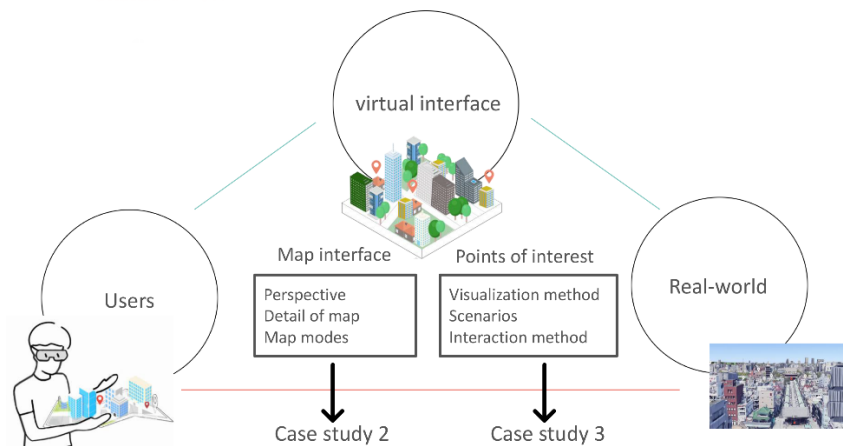 virtual interface
Map interface
Points of interest
Users
Perspective
Detail of map
Map modes
Visualization method
Scenarios
Interaction method
Real-world
Case study 2
Case study 3